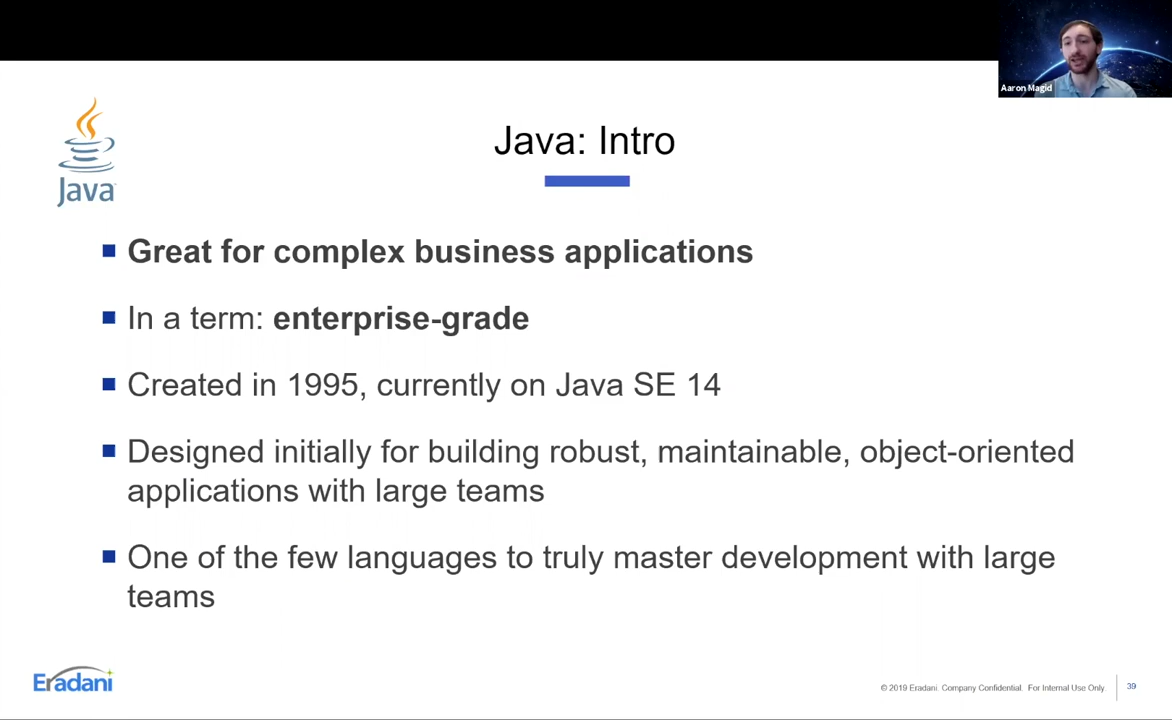 Aaron Magid
Java
Java: Intro
Great for complex business applications
In a term: enterprise-grade
Created in 1995, currently on Java SE 14
Designed initially for building robust, maintainable, object-oriented
applications with large teams
One of the few languages to truly master development with large
teams
Eradani
© 2019 Eradani. Company Confidential. For Internal Use Only.
39